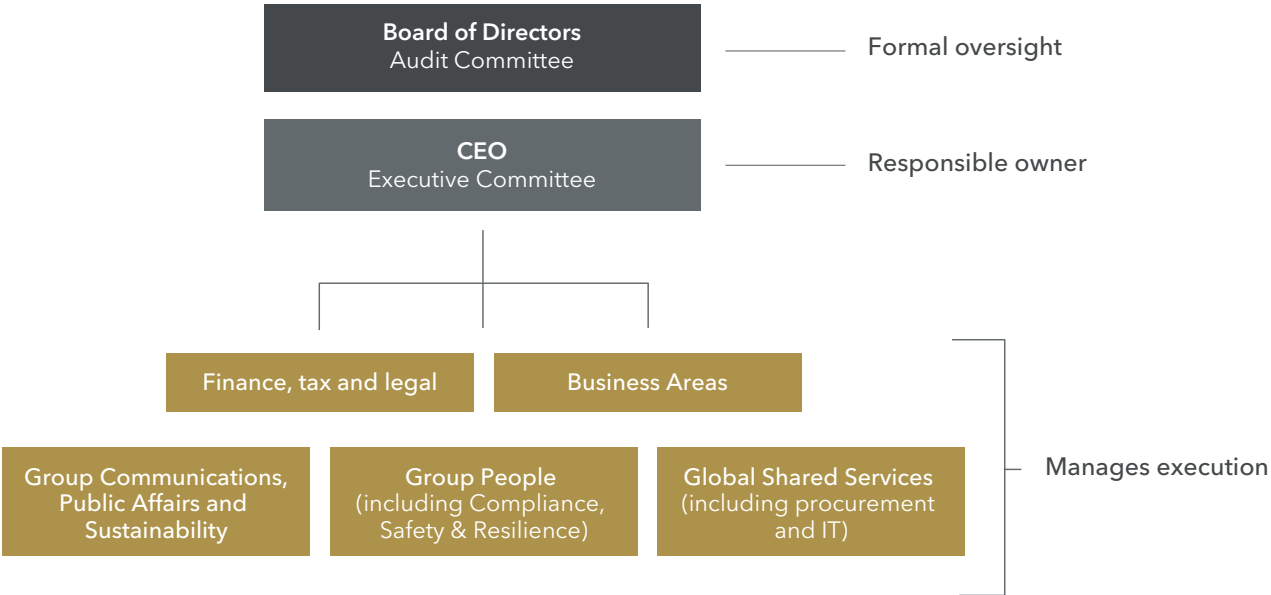 Board of Directors
Audit Committee
Formal oversight
CEO
Executive Committee
Responsible owner
Finance, tax and legal
Business Areas
Group Communications,
Public Affairs and
Sustainability
Group People
(including Compliance,
Safety & Resilience)
Global Shared Services
(including procurement
and IT)
Manages execution